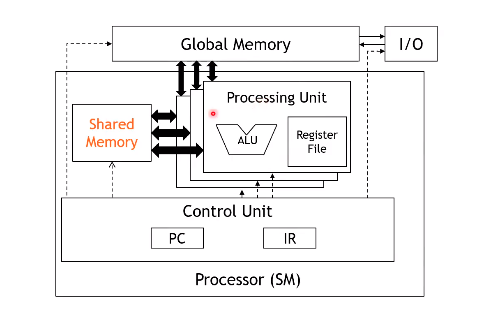 Global Memory
I/O
Processing Unit
Shared
Memory
ALU
Register
File
Control Unit
PC
IR
Processor (SM)